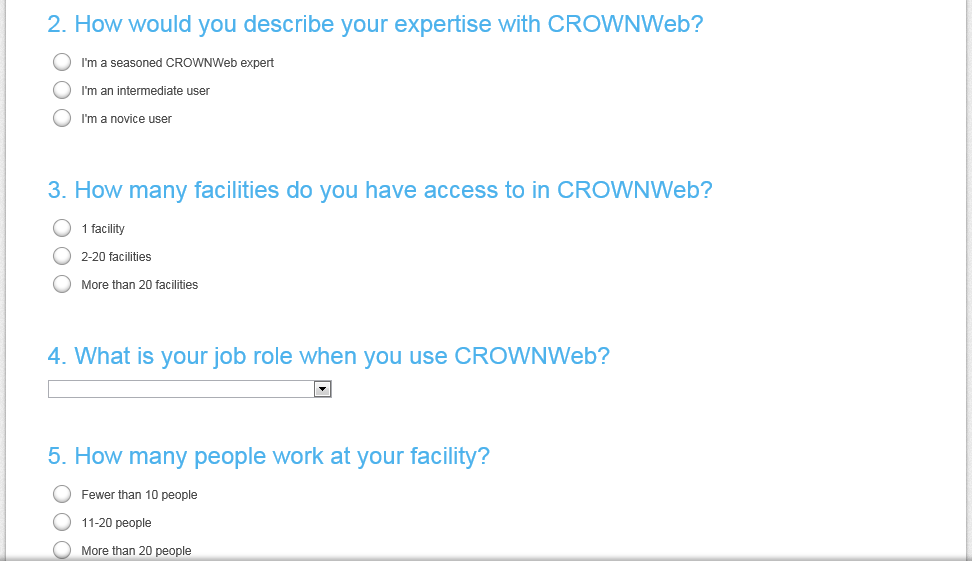 2. How would you describe your expertise with CROWNWeb?
I'm a seasoned CROWNWeb expert
I'm an intermediate user
I'm a novice user
3. How many facilities do you have access to in CROWNWeb?
1 facility
2-20 facilities
More than 20 facilities
4. What is your job role when you use CROWNWeb?
5. How many people work at your facility?
Fewer than 10 people
11-20 people
More than 20 people